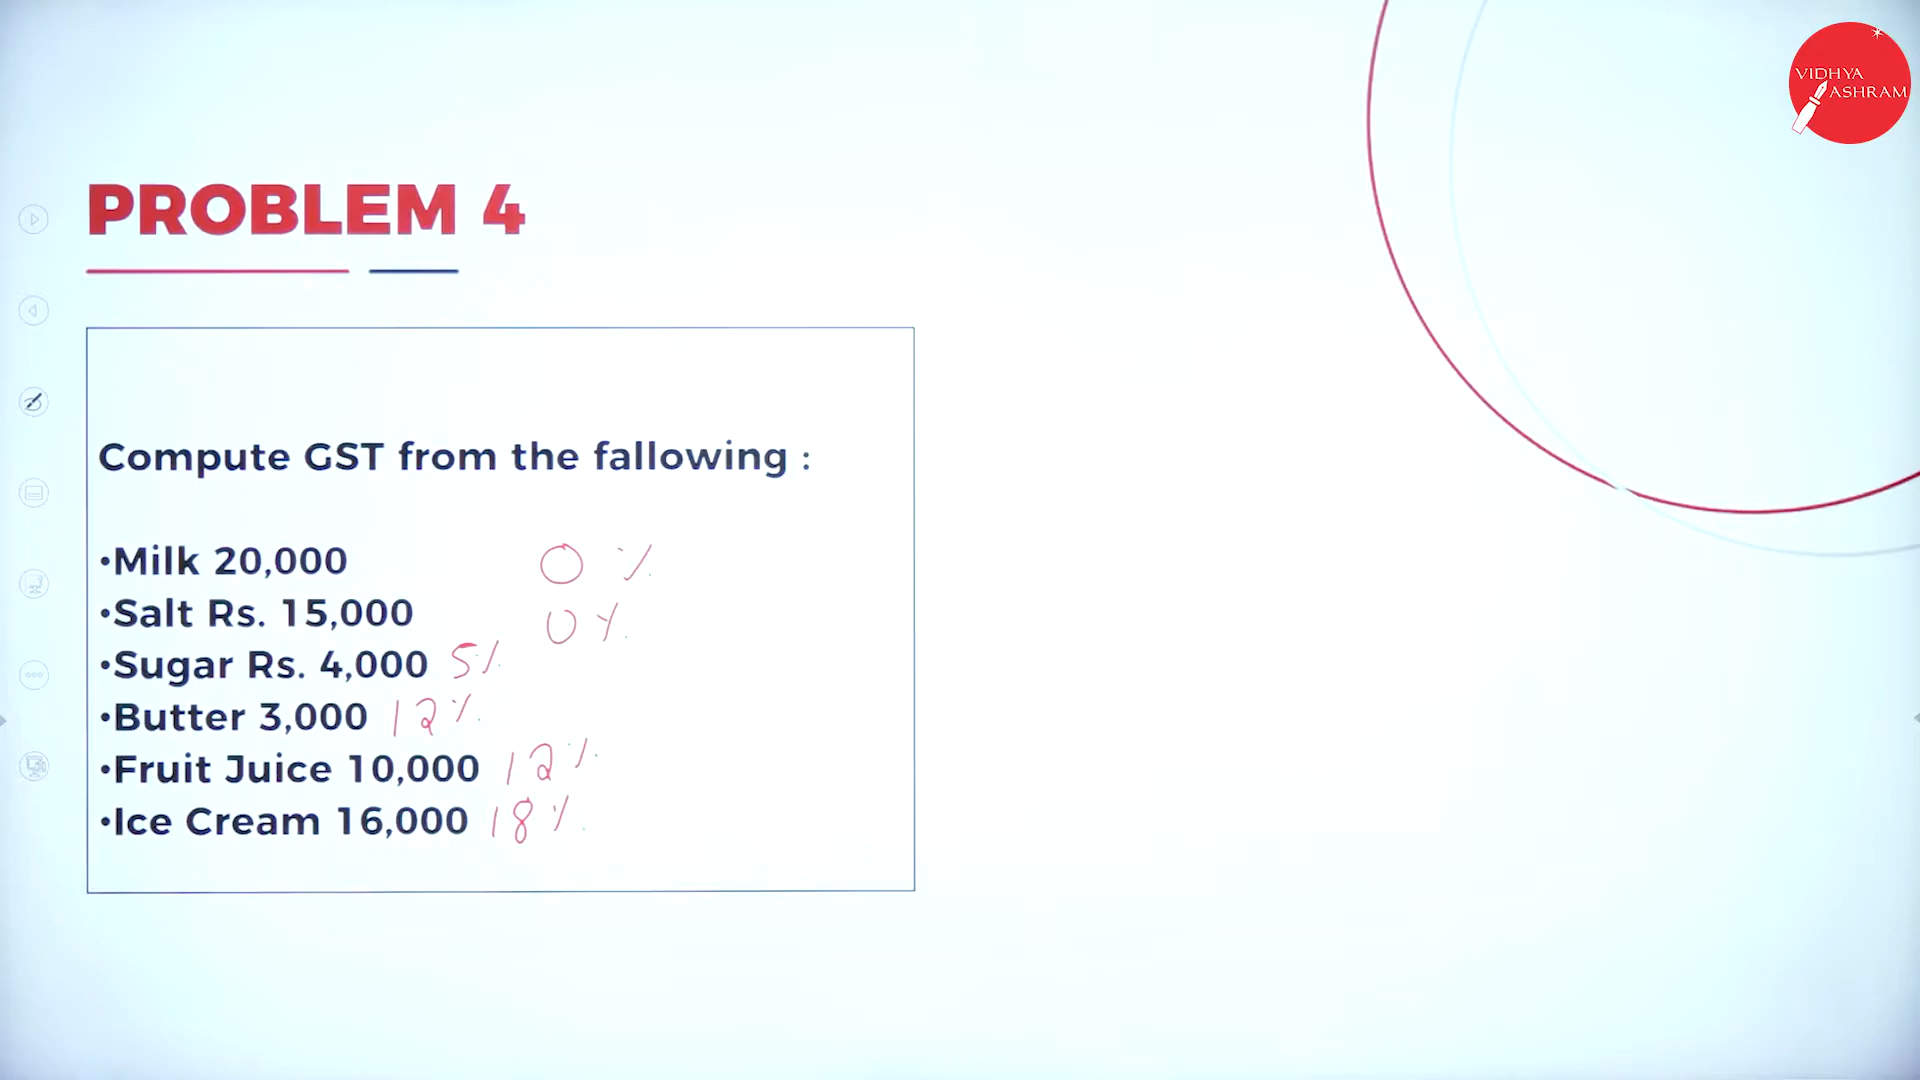 VIDHYA
ASHRAM
PROBLEM 4
Compute GST from the fallowing :
•Milk 20,000 0 %
•Salt Rs. 15,000 0 %
•Sugar Rs. 4,000 5%
•Butter 3,000 12%
•Fruit Juice 10,000 12%
•Ice Cream 16,000 18%